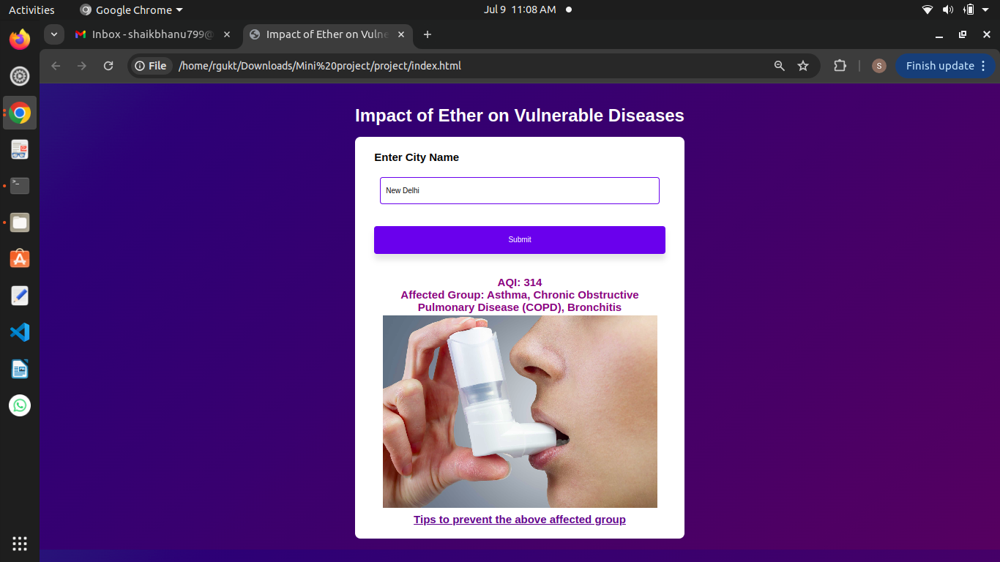 Activities
Google Chrome
Jul 9 11:08 AM
Inbox - shaikbhanu799@
Impact of Ether on Vulne
File
/home/rgukt/Downloads/Mini%20project/project/index.html
S
Finish update
Impact of Ether on Vulnerable Diseases
Enter City Name
New Delhi
Submit
AQI: 314
Affected Group: Asthma, Chronic Obstructive
Pulmonary Disease (COPD), Bronchitis
Tips to prevent the above affected group